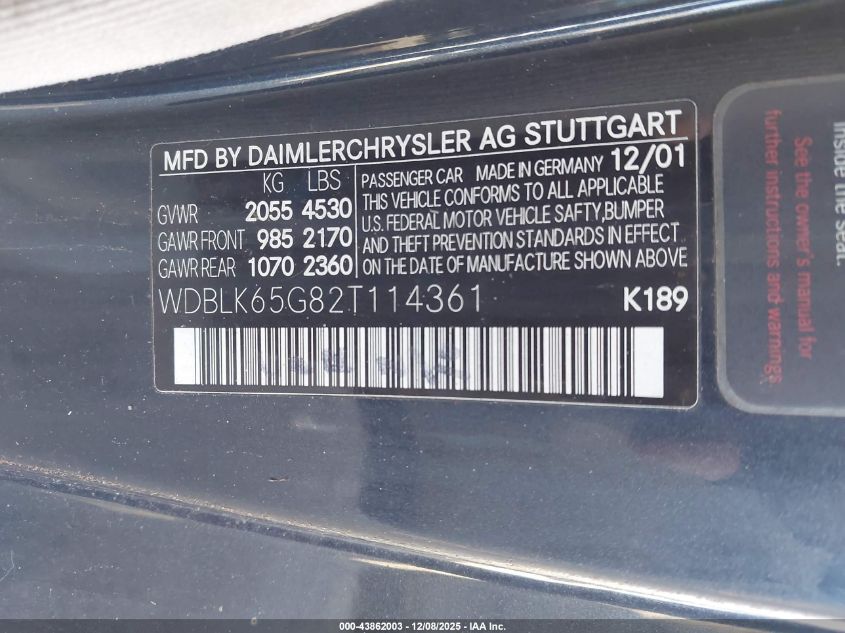 MFD BY DAIMLERCHRYSLER AG STUTTGART
KG LBS
GVWR 2055 4530
GAWR FRONT 985 2170
GAWR REAR 1070 2360
PASSENGER CAR MADE IN GERMANY 12/01
THIS VEHICLE CONFORMS TO ALL APPLICABLE
U.S. FEDERAL MOTOR VEHICLE SAFTY,BUMPER
AND THEFT PREVENTION STANDARDS IN EFFECT
ON THE DATE OF MANUFACTURE SHOWN ABOVE
WDBLK65G82T114361 K189
inside the seat.
See the owner's manual for
further instructions and warnings.
000-43862003 - 12/08/2025 - IAA Inc.